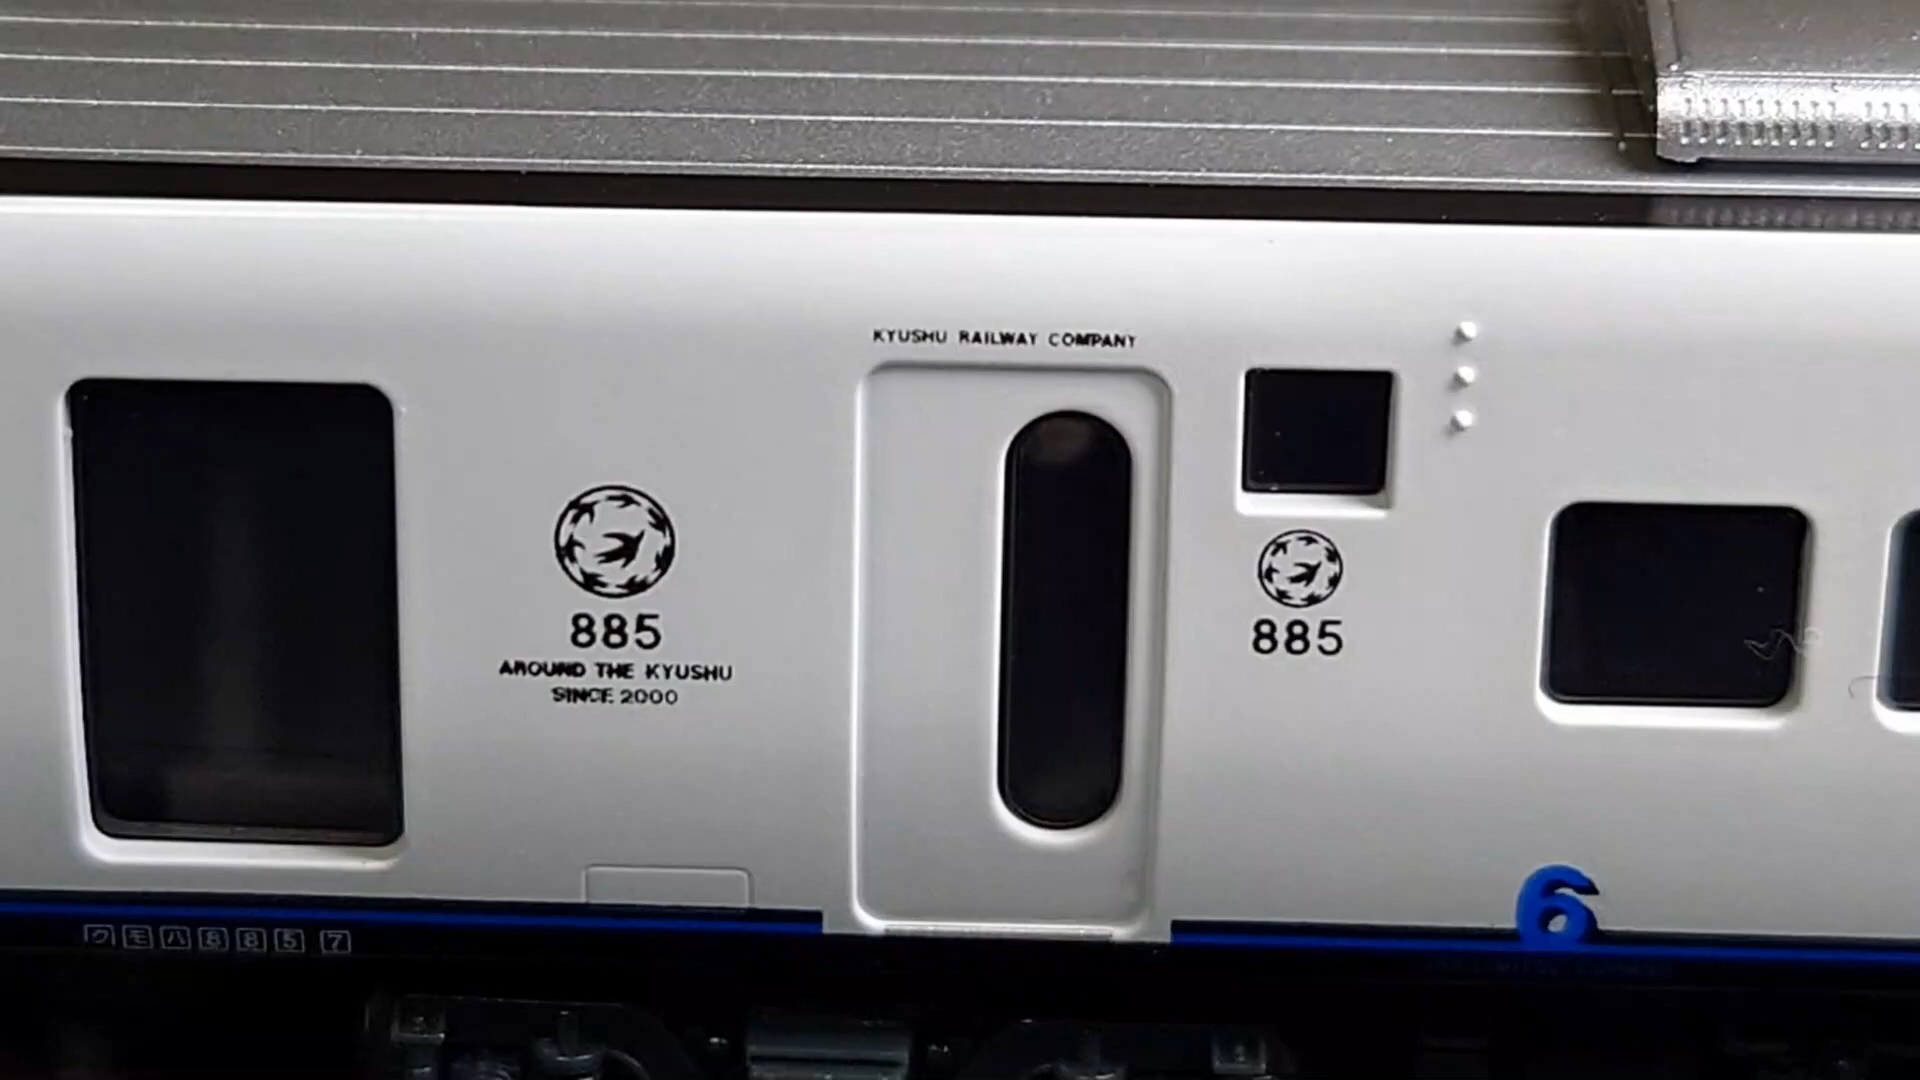 KYUSHU RAILWAY COMPANY
885
AROUND THE KYUSHU
SINCE 2000
885
6
クモハ885 7